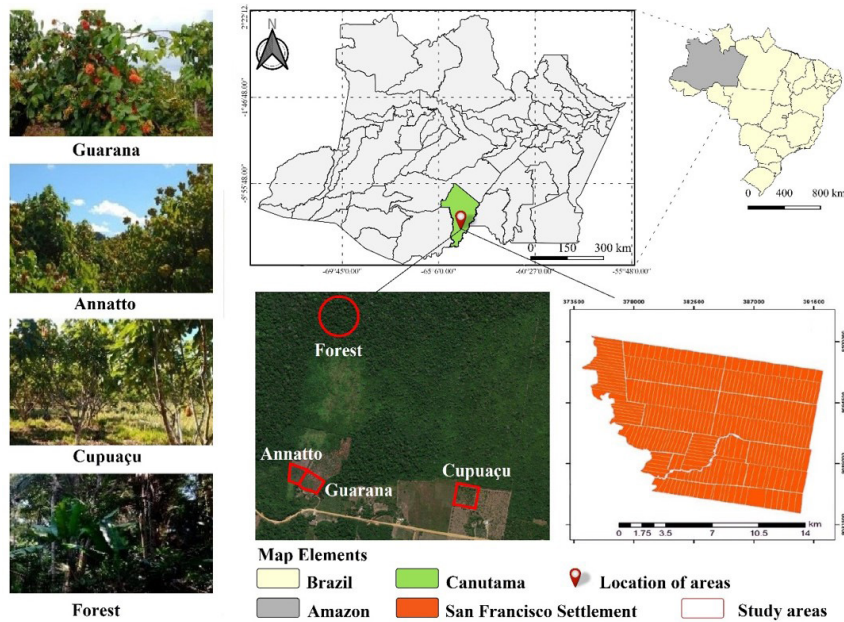 Guarana
Annatto
Cupuaçu
Forest
2°22'12
-1°46'48.00"
-5°55'48.00"
-69°45'0.00"
-65°6'0.00"
-60°27'0.00"
-55°48'0.00"
0 150 300 km
0 400 800 km
Forest
Annatto
Guarana
Cupuaçu
373500 378000 382500 387000 391500
km
0 1.75 3.5 7 10.5 14
Map Elements
Brazil
Canutama
Location of areas
Amazon
San Francisco Settlement
Study areas